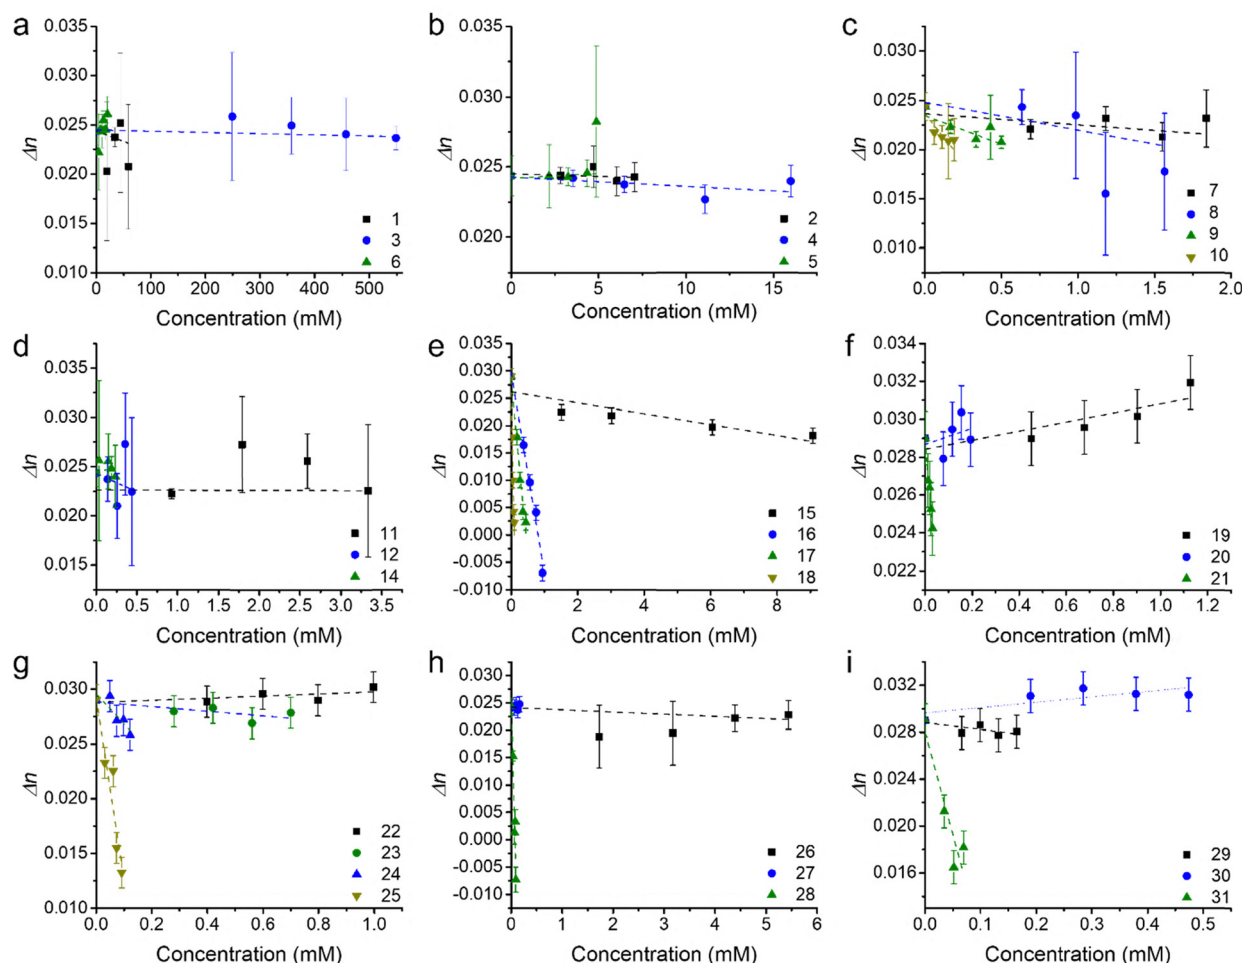 a
0.035
0.030
0.025
0.020
0.015
0.010
Δn
0 100 200 300 400 500
Concentration (mM)
1
3
6
b
0.035
0.030
0.025
0.020
Δn
0 5 10 15
Concentration (mM)
2
4
5
c
0.035
0.030
0.025
0.020
0.015
0.010
Δn
0.0 0.5 1.0 1.5 2.0
Concentration (mM)
7
8
9
10
d
0.035
0.030
0.025
0.020
0.015
Δn
0.0 0.5 1.0 1.5 2.0 2.5 3.0 3.5
Concentration (mM)
11
12
14
e
0.035
0.030
0.025
0.020
0.015
0.010
0.005
0.000
-0.005
-0.010
Δn
0 2 4 6 8
Concentration (mM)
15
16
17
18
f
0.034
0.032
0.030
0.028
0.026
0.024
0.022
Δn
0.0 0.2 0.4 0.6 0.8 1.0 1.2
Concentration (mM)
19
20
21
g
0.030
0.025
0.020
0.015
0.010
Δn
0.0 0.2 0.4 0.6 0.8 1.0
Concentration (mM)
22
23
24
25
h
0.030
0.025
0.020
0.015
0.010
0.005
0.000
-0.005
-0.010
Δn
0 1 2 3 4 5 6
Concentration (mM)
26
27
28
i
0.032
0.028
0.024
0.020
0.016
Δn
0.0 0.1 0.2 0.3 0.4 0.5
Concentration (mM)
29
30
31